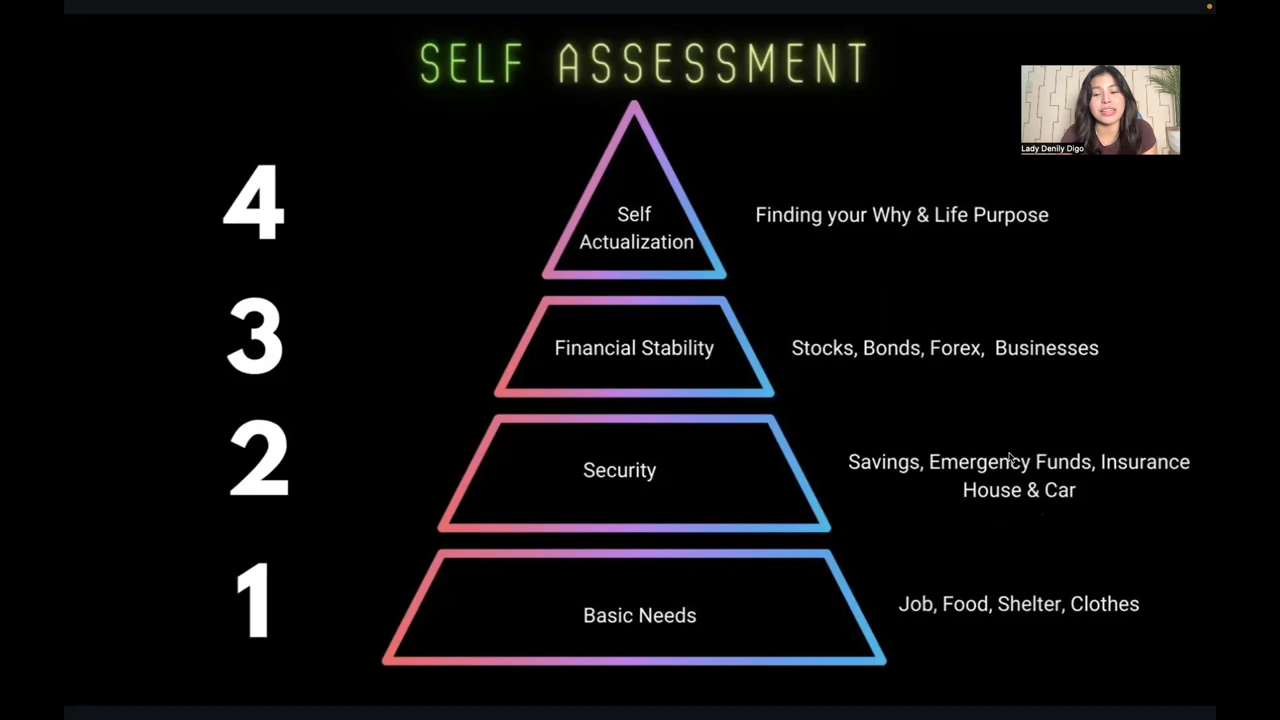 SELF ASSESSMENT
Lady Denily Digo
4
Self
Actualization
Finding your Why & Life Purpose
3
Financial Stability
Stocks, Bonds, Forex,  Businesses
2
Security
Savings, Emergency Funds, Insurance
House & Car
1
Basic Needs
Job, Food, Shelter, Clothes